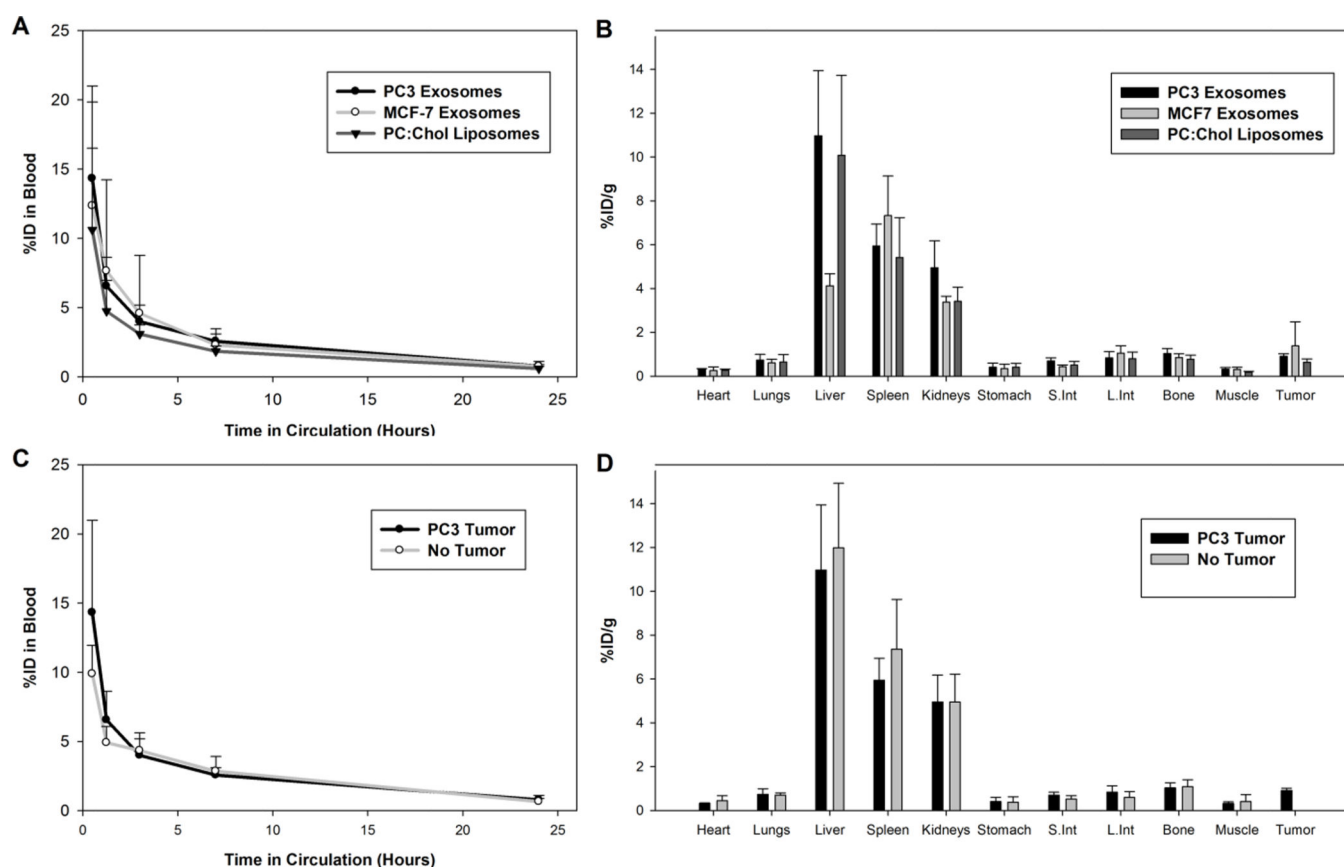 A
25
20
15
10
5
0
%ID in Blood
PC3 Exosomes
MCF-7 Exosomes
PC:Chol Liposomes
0 5 10 15 20 25
Time in Circulation (Hours)
B
14
12
10
8
6
4
2
0
%ID/g
PC3 Exosomes
MCF7 Exosomes
PC:Chol Liposomes
Heart Lungs Liver Spleen Kidneys Stomach S.Int L.Int Bone Muscle Tumor
C
25
20
15
10
5
0
%ID in Blood
PC3 Tumor
No Tumor
0 5 10 15 20 25
Time in Circulation (Hours)
D
14
12
10
8
6
4
2
0
%ID/g
PC3 Tumor
No Tumor
Heart Lungs Liver Spleen Kidneys Stomach S.Int L.Int Bone Muscle Tumor